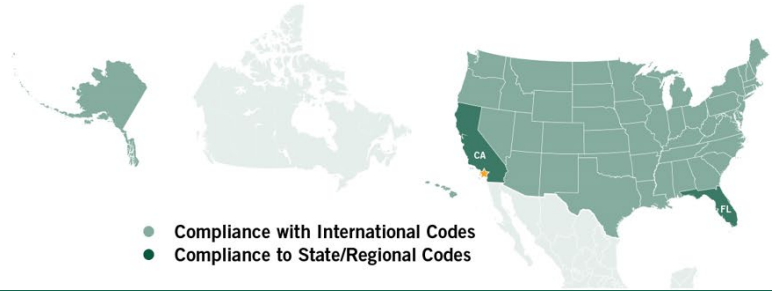 CA
FL
Compliance with International Codes
Compliance to State/Regional Codes